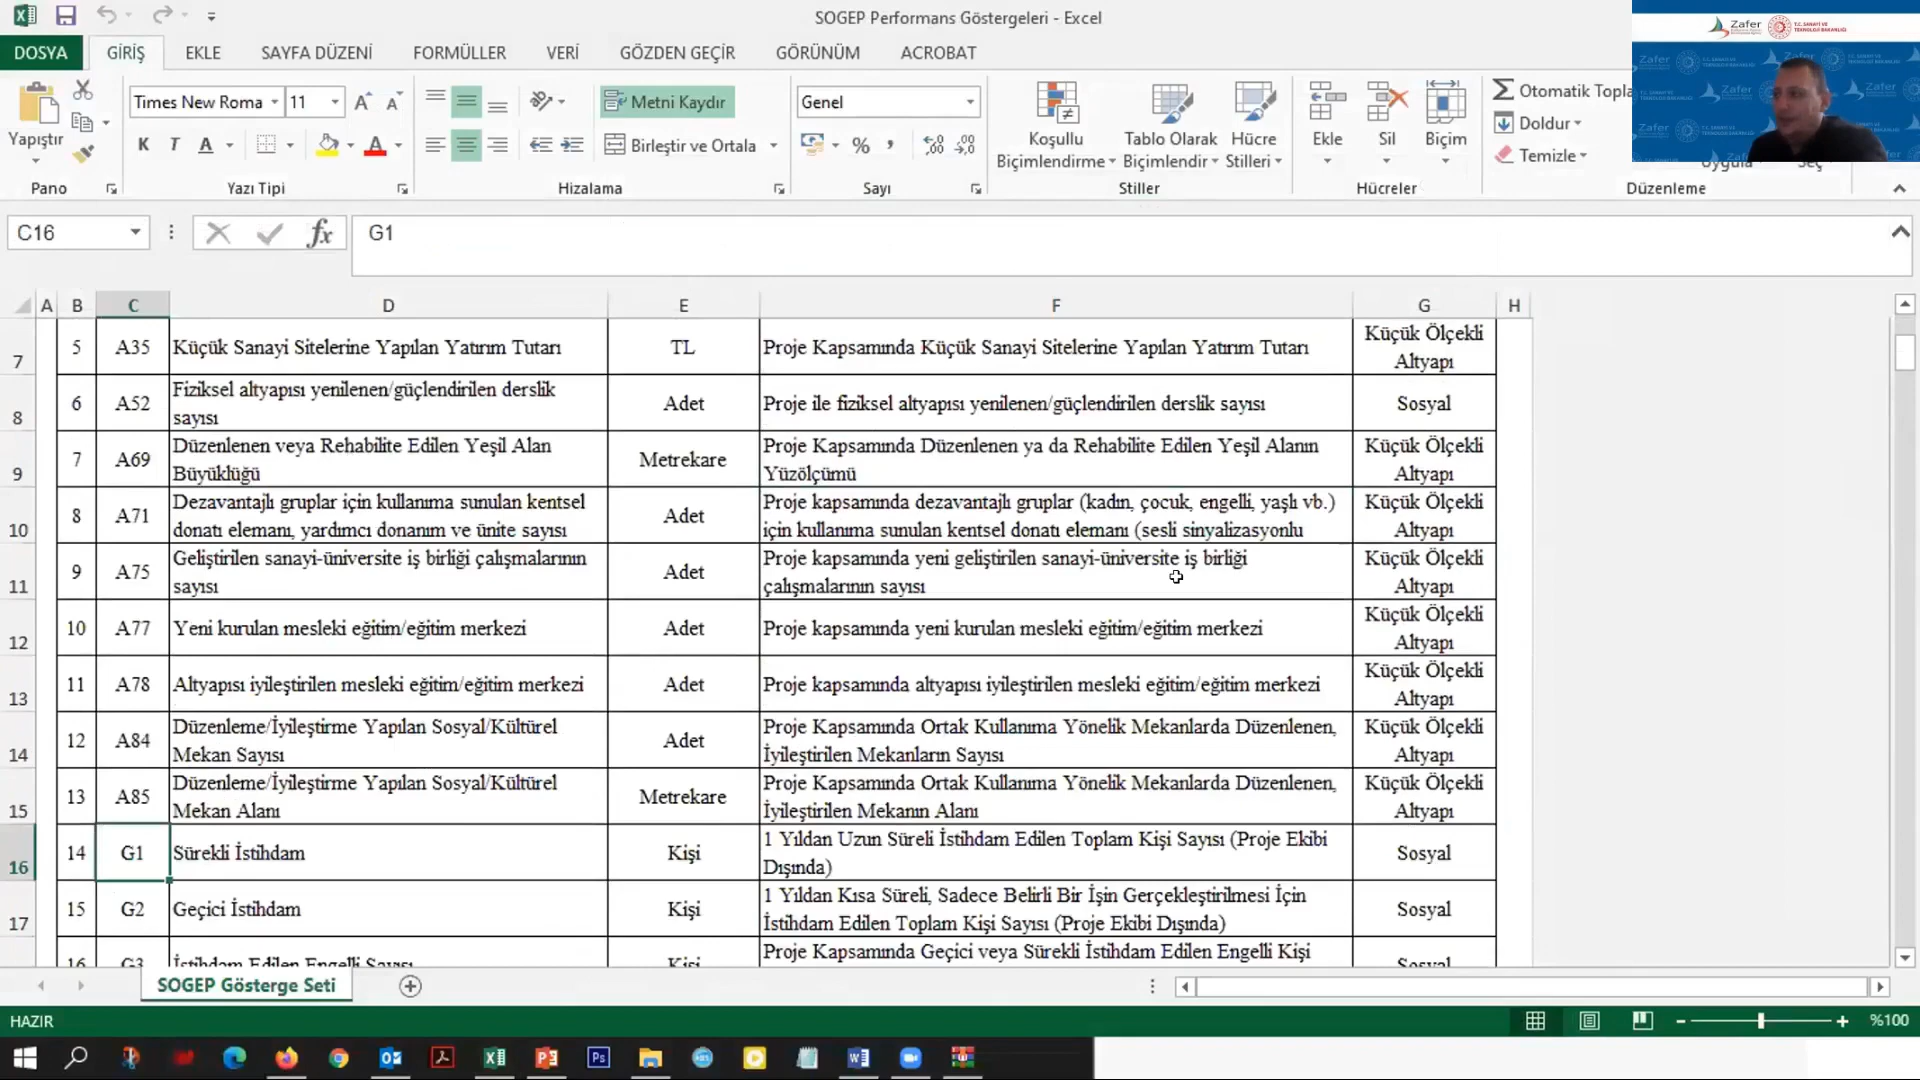 SOGEP Performans Göstergeleri - Excel
DOSYA GİRİŞ EKLE SAYFA DÜZENİ FORMÜLLER VERİ GÖZDEN GEÇİR GÖRÜNÜM ACROBAT
Zafer
T.C. SANAYİ VE
TEKNOLOJİ BAKANLIĞI
Times New Roma 11
Metni Kaydır
Genel
Otomatik Topla
Yapıştır
K T A
Birleştir ve Ortala
%
Koşullu
Biçimlendirme
Tablo Olarak
Biçimlendir
Hücre
Stilleri
Ekle Sil Biçim
Doldur
Temizle
Pano Yazı Tipi Hizalama Sayı Stiller Hücreler Düzenleme
C16 fx G1
A B C D E F G H
7 5 A35 Küçük Sanayi Sitelerine Yapılan Yatırım Tutarı TL Proje Kapsamında Küçük Sanayi Sitelerine Yapılan Yatırım Tutarı Küçük Ölçekli
Altyapı
8 6 A52 Fiziksel altyapısı yenilenen/güçlendirilen derslik
sayısı Adet Proje ile fiziksel altyapısı yenilenen/güçlendirilen derslik sayısı Sosyal
9 7 A69 Düzenlenen veya Rehabilite Edilen Yeşil Alan
Büyüklüğü Metrekare Proje Kapsamında Düzenlenen ya da Rehabilite Edilen Yeşil Alanın
Yüzölçümü Küçük Ölçekli
Altyapı
10 8 A71 Dezavantajlı gruplar için kullanıma sunulan kentsel
donatı elemanı, yardımcı donanım ve ünite sayısı Adet Proje kapsamında dezavantajlı gruplar (kadın, çocuk, engelli, yaşlı vb.)
için kullanıma sunulan kentsel donatı elemanı (sesli sinyalizasyonlu Küçük Ölçekli
Altyapı
11 9 A75 Geliştirilen sanayi-üniversite iş birliği çalışmalarının
sayısı Adet Proje kapsamında yeni geliştirilen sanayi-üniversite iş birliği
çalışmalarının sayısı Küçük Ölçekli
Altyapı
12 10 A77 Yeni kurulan mesleki eğitim/eğitim merkezi Adet Proje kapsamında yeni kurulan mesleki eğitim/eğitim merkezi Küçük Ölçekli
Altyapı
13 11 A78 Altyapısı iyileştirilen mesleki eğitim/eğitim merkezi Adet Proje kapsamında altyapısı iyileştirilen mesleki eğitim/eğitim merkezi Küçük Ölçekli
Altyapı
14 12 A84 Düzenleme/İyileştirme Yapılan Sosyal/Kültürel
Mekan Sayısı Adet Proje Kapsamında Ortak Kullanıma Yönelik Mekanlarda Düzenlenen,
İyileştirilen Mekanların Sayısı Küçük Ölçekli
Altyapı
15 13 A85 Düzenleme/İyileştirme Yapılan Sosyal/Kültürel
Mekan Alanı Metrekare Proje Kapsamında Ortak Kullanıma Yönelik Mekanlarda Düzenlenen,
İyileştirilen Mekanın Alanı Küçük Ölçekli
Altyapı
16 14 G1 Sürekli İstihdam Kişi 1 Yıldan Uzun Süreli İstihdam Edilen Toplam Kişi Sayısı (Proje Ekibi
Dışında) Sosyal
17 15 G2 Geçici İstihdam Kişi 1 Yıldan Kısa Süreli, Sadece Belirli Bir İşin Gerçekleştirilmesi İçin
İstihdam Edilen Toplam Kişi Sayısı (Proje Ekibi Dışında) Sosyal
16 G3 İstihdam Edilen Engelli Sayısı Kişi Proje Kapsamında Geçici veya Sürekli İstihdam Edilen Engelli Kişi Sosyal
SOGEP Gösterge Seti
HAZIR %100